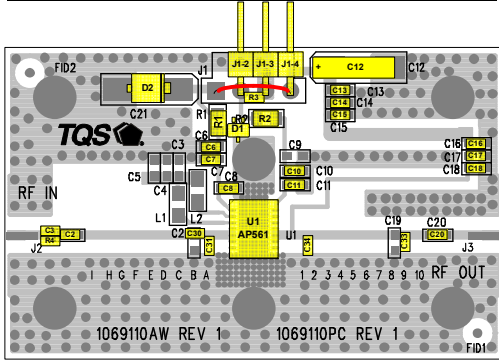 J1-2 J1-3 J1-4
FID2
J1
C12
C12
D2
C21
R3
C13 C13
C14 C14
C15
C15
R1
R1
R2
R2
D1
TQS
C6
C6
C7
C7
C3
C5
C4
C9
C10 C10
C11 C11
C8
C8
C16 C16
C17 C17
C18 C18
RF IN
L1
L2
U1
AP561
U1
C3
R4
C2
J2
C2
C30
C31
C34
C19
C33
C20
C20
J3
I H G F E D C B A
1 2 3 4 5 6 7 8 9 10
RF OUT
1069110AW REV 1
1069110PC REV 1
FID1